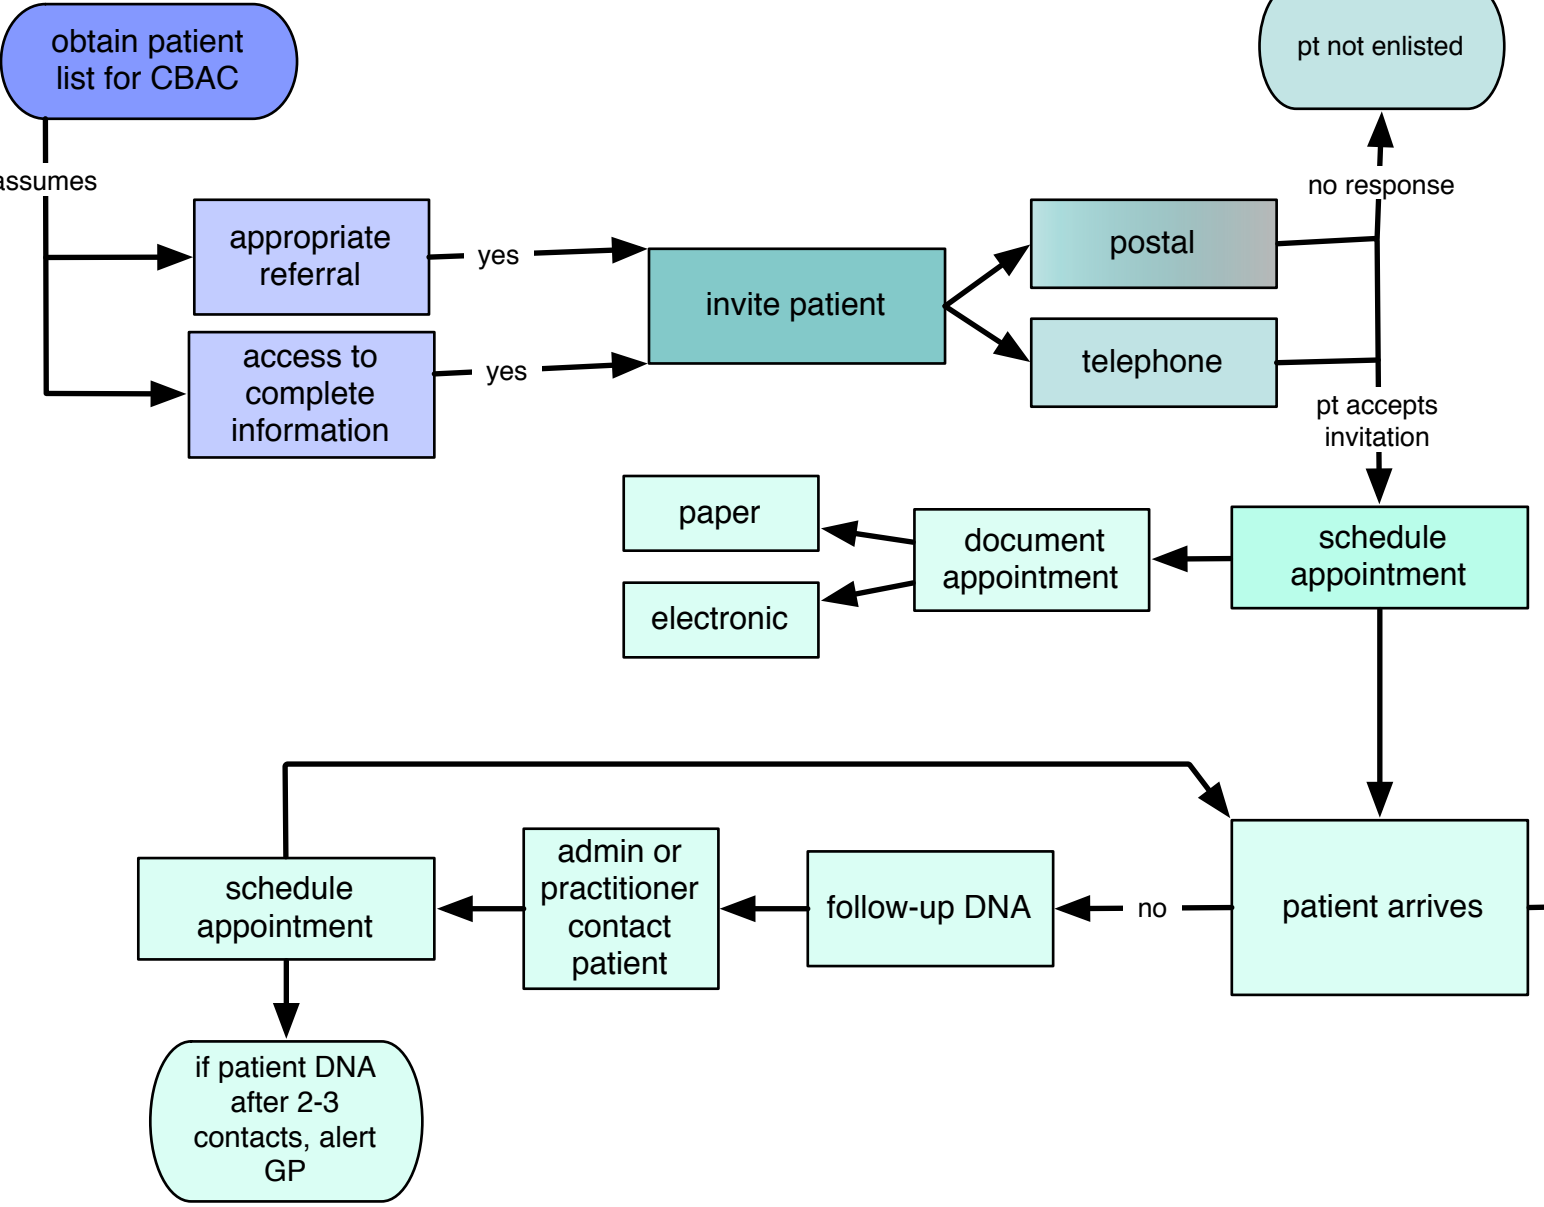 obtain patient
list for CBAC
pt not enlisted
assumes
no response
appropriate
referral
yes
postal
invite patient
access to
complete
information
yes
telephone
pt accepts
invitation
paper
document
appointment
schedule
appointment
electronic
schedule
appointment
admin or
practitioner
contact
patient
follow-up DNA
no
patient arrives
if patient DNA
after 2-3
contacts, alert
GP